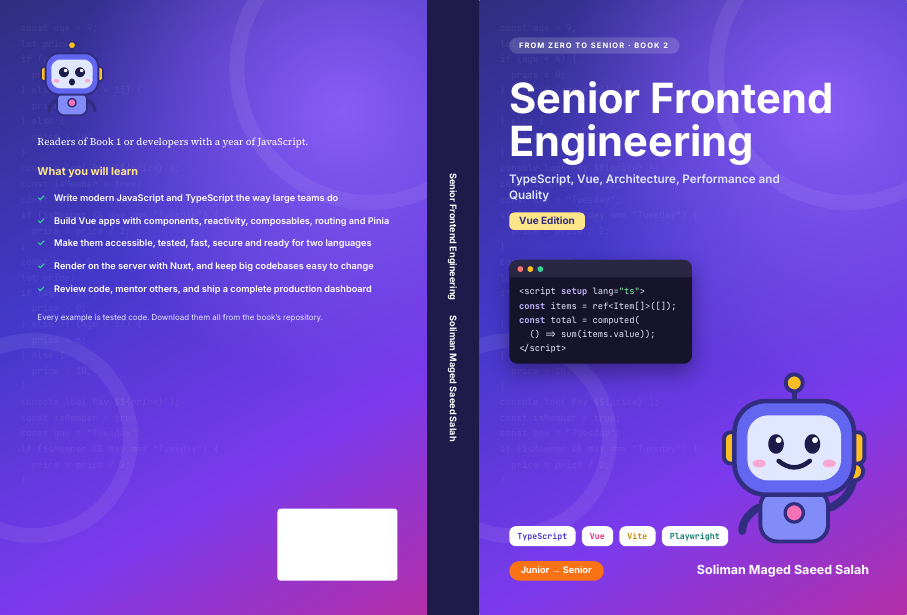 Readers of Book 1 or developers with a year of JavaScript.
What you will learn
✓ Write modern JavaScript and TypeScript the way large teams do
✓ Build Vue apps with components, reactivity, composables, routing and Pinia
✓ Make them accessible, tested, fast, secure and ready for two languages
✓ Render on the server with Nuxt, and keep big codebases easy to change
✓ Review code, mentor others, and ship a complete production dashboard
Every example is tested code. Download them all from the book's repository.
Senior Frontend Engineering Soliman Maged Saeed Salah
FROM ZERO TO SENIOR · BOOK 2
Senior Frontend
Engineering
TypeScript, Vue, Architecture, Performance and
Quality
Vue Edition
<script setup lang="ts">
const items = ref<Item[]>([]);
const total = computed(
() => sum(items.value));
</script>
TypeScript Vue Vite Playwright
Junior → Senior
Soliman Maged Saeed Salah